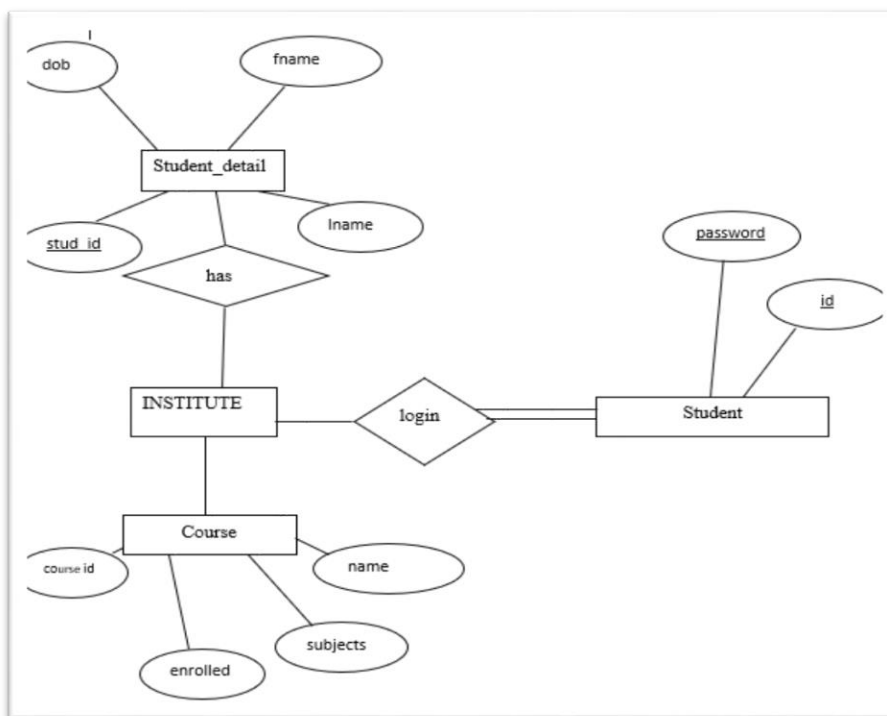 dob
fname
Student_detail
stud_id
lname
has
password
id
INSTITUTE
login
Student
Course
course id
name
subjects
enrolled